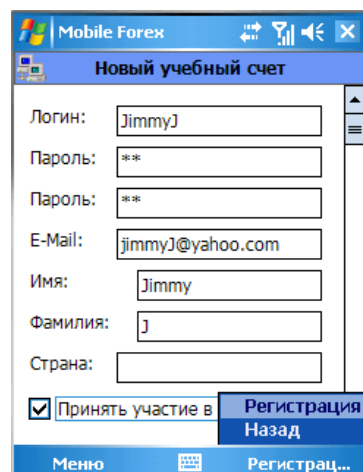 Mobile Forex
Новый учебный счет
Логин: JimmyJ
Пароль: **
Пароль: **
E-Mail: jimmyJ@yahoo.com
Имя: Jimmy
Фамилия: J
Страна:
Принять участие в
Регистрация
Назад
Меню Регистрац...